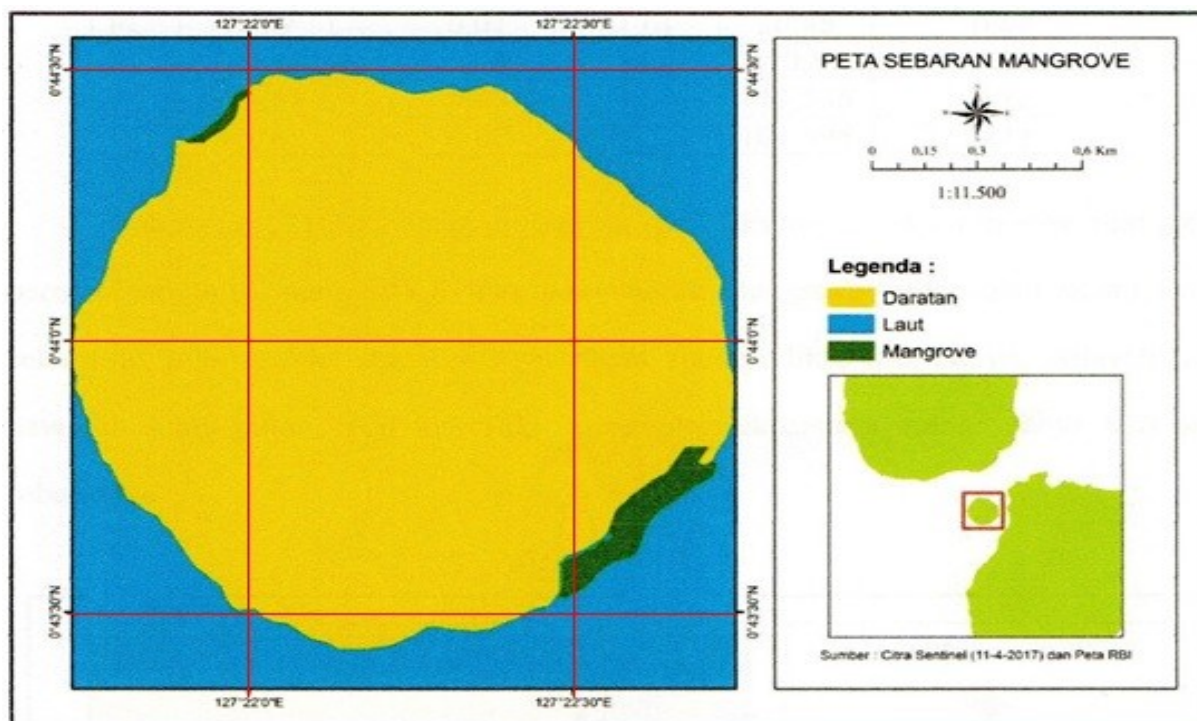 127°22'0"E 127°22'30"E
0°44'30"N 0°44'30"N
0°44'0"N 0°44'0"N
0°43'30"N 0°43'30"N
127°22'0"E 127°22'30"E
PETA SEBARAN MANGROVE
0 0,15 0,3 0,6 Km
1:11.500
Legenda :
Daratan
Laut
Mangrove
Sumber : Citra Sentinel (11-4-2017) dan Peta RBI